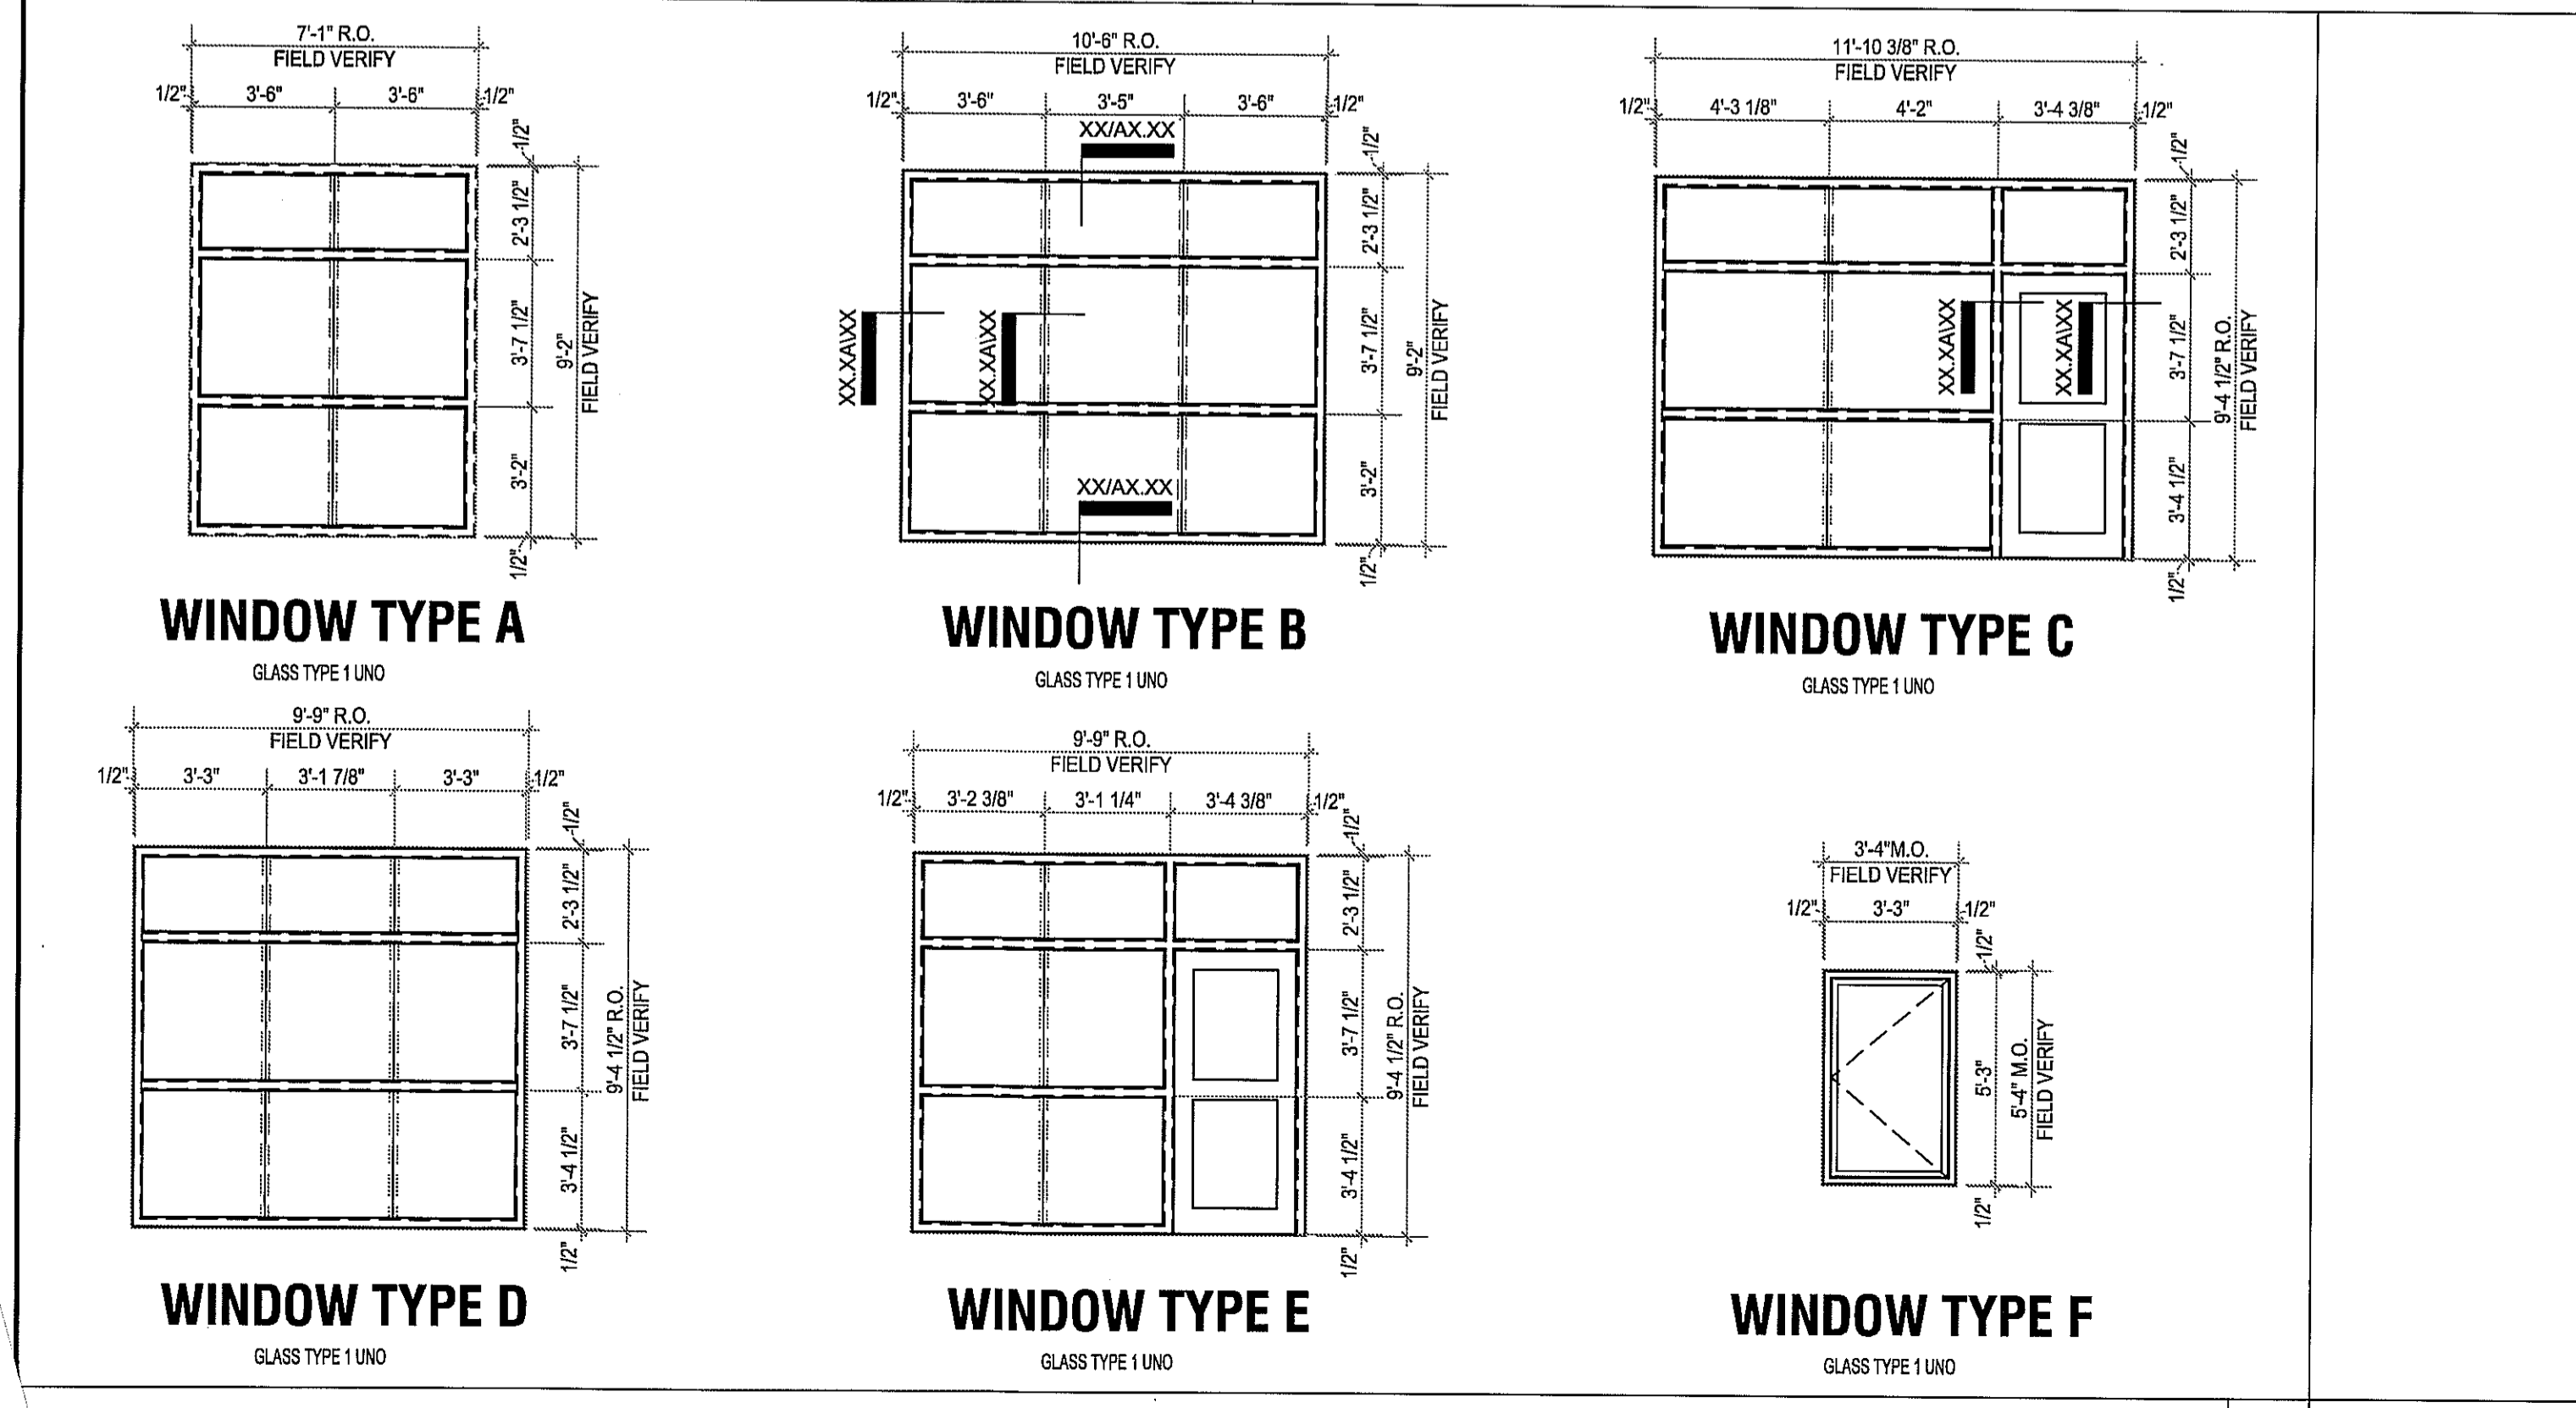 7'-1" R.O.
FIELD VERIFY
1/2" 3'-6" 3'-6" 1/2"
1/2"
2'-3 1/2"
3'-7 1/2"
3'-2"
1/2"
9'-2"
FIELD VERIFY
WINDOW TYPE A
GLASS TYPE 1 UNO
10'-6" R.O.
FIELD VERIFY
1/2" 3'-6" 3'-5" 3'-6" 1/2"
XX/AX.XX
XX.XA\XX
XX.XA\XX
XX/AX.XX
1/2"
2'-3 1/2"
3'-7 1/2"
3'-2"
1/2"
9'-2"
FIELD VERIFY
WINDOW TYPE B
GLASS TYPE 1 UNO
11'-10 3/8" R.O.
FIELD VERIFY
1/2" 4'-3 1/8" 4'-2" 3'-4 3/8" 1/2"
XX.XA\XX
XX.XA\XX
1/2"
2'-3 1/2"
3'-7 1/2"
3'-4 1/2"
1/2"
9'-4 1/2" R.O.
FIELD VERIFY
WINDOW TYPE C
GLASS TYPE 1 UNO
9'-9" R.O.
FIELD VERIFY
1/2" 3'-3" 3'-1 7/8" 3'-3" 1/2"
1/2"
2'-3 1/2"
3'-7 1/2"
3'-4 1/2"
1/2"
9'-4 1/2" R.O.
FIELD VERIFY
WINDOW TYPE D
GLASS TYPE 1 UNO
9'-9" R.O.
FIELD VERIFY
1/2" 3'-2 3/8" 3'-1 1/4" 3'-4 3/8" 1/2"
1/2"
2'-3 1/2"
3'-7 1/2"
3'-4 1/2"
1/2"
9'-4 1/2" R.O.
FIELD VERIFY
WINDOW TYPE E
GLASS TYPE 1 UNO
3'-4"M.O.
FIELD VERIFY
1/2" 3'-3" 1/2"
1/2"
5'-3"
1/2"
5'-4" M.O.
FIELD VERIFY
WINDOW TYPE F
GLASS TYPE 1 UNO